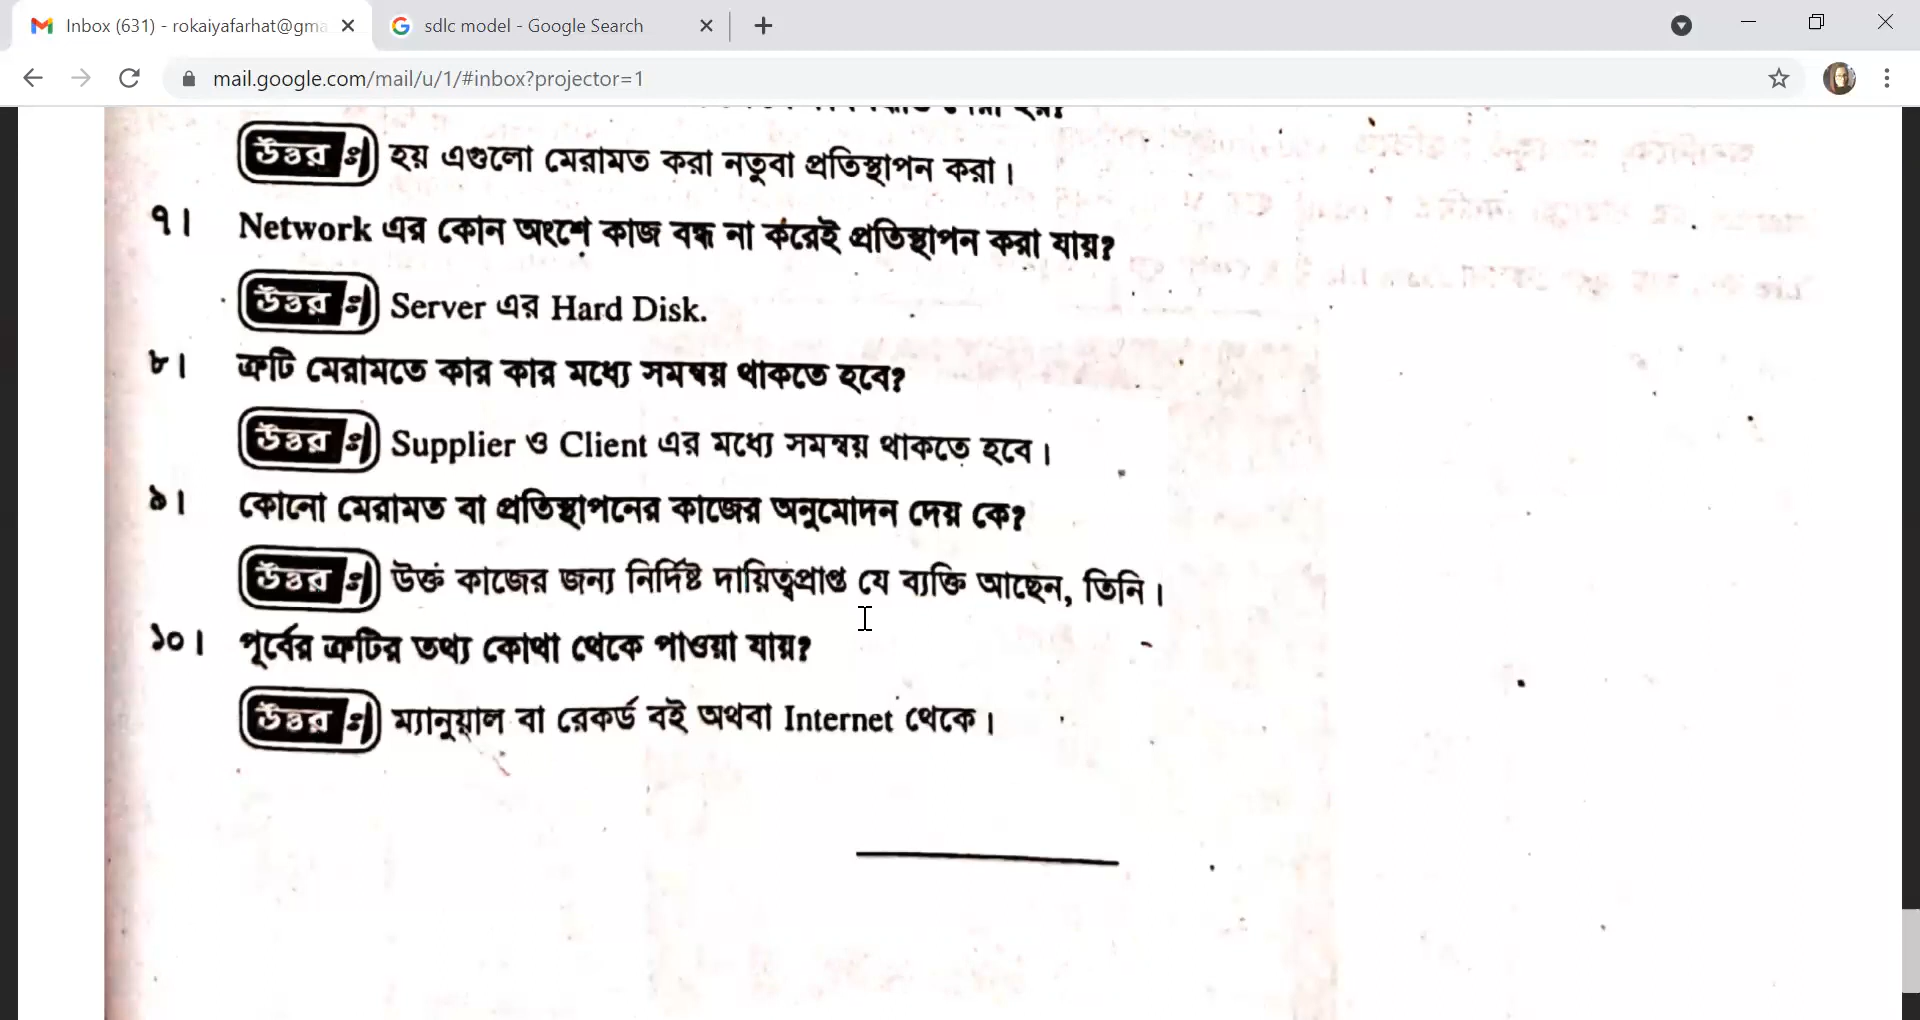 Inbox (631) - rokaiyafarhat@gma
sdlc model - Google Search
mail.google.com/mail/u/1/#inbox?projector=1
উত্তর ঃ হয় এগুলো মেরামত করা নতুবা প্রতিস্থাপন করা।
৭। Network এর কোন অংশে কাজ বন্ধ না করেই প্রতিস্থাপন করা যায়?
উত্তর ঃ Server এর Hard Disk.
৮। ত্রুটি মেরামতে কার কার মধ্যে সমন্বয় থাকতে হবে?
উত্তর ঃ Supplier ও Client এর মধ্যে সমন্বয় থাকতে হবে।
৯। কোনো মেরামত বা প্রতিস্থাপনের কাজের অনুমোদন দেয় কে?
উত্তর ঃ উক্ত কাজের জন্য নির্দিষ্ট দায়িত্বপ্রাপ্ত যে ব্যক্তি আছেন, তিনি।
১০। পূর্বের ত্রুটির তথ্য কোথা থেকে পাওয়া যায়?
উত্তর ঃ ম্যানুয়াল বা রেকর্ড বই অথবা Internet থেকে।